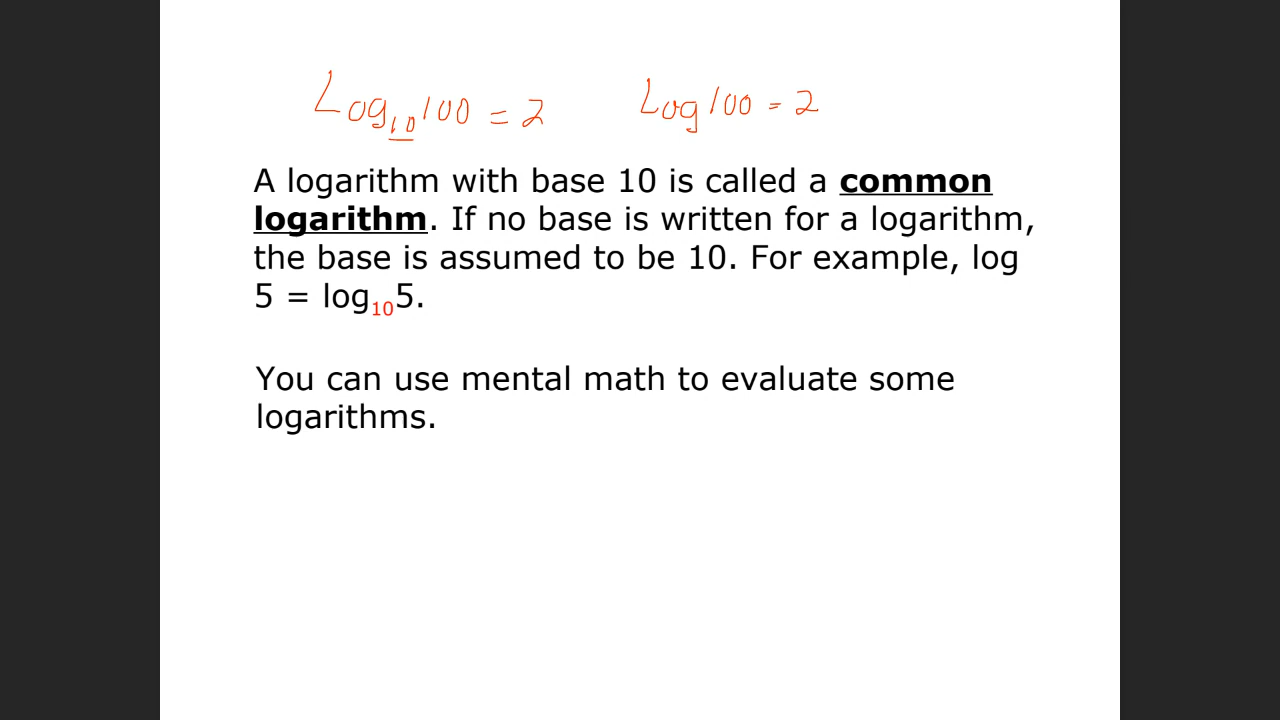 Log₁₀100 = 2 Log 100 = 2
A logarithm with base 10 is called a common
logarithm. If no base is written for a logarithm,
the base is assumed to be 10. For example, log
5 = log₁₀5.
You can use mental math to evaluate some
logarithms.